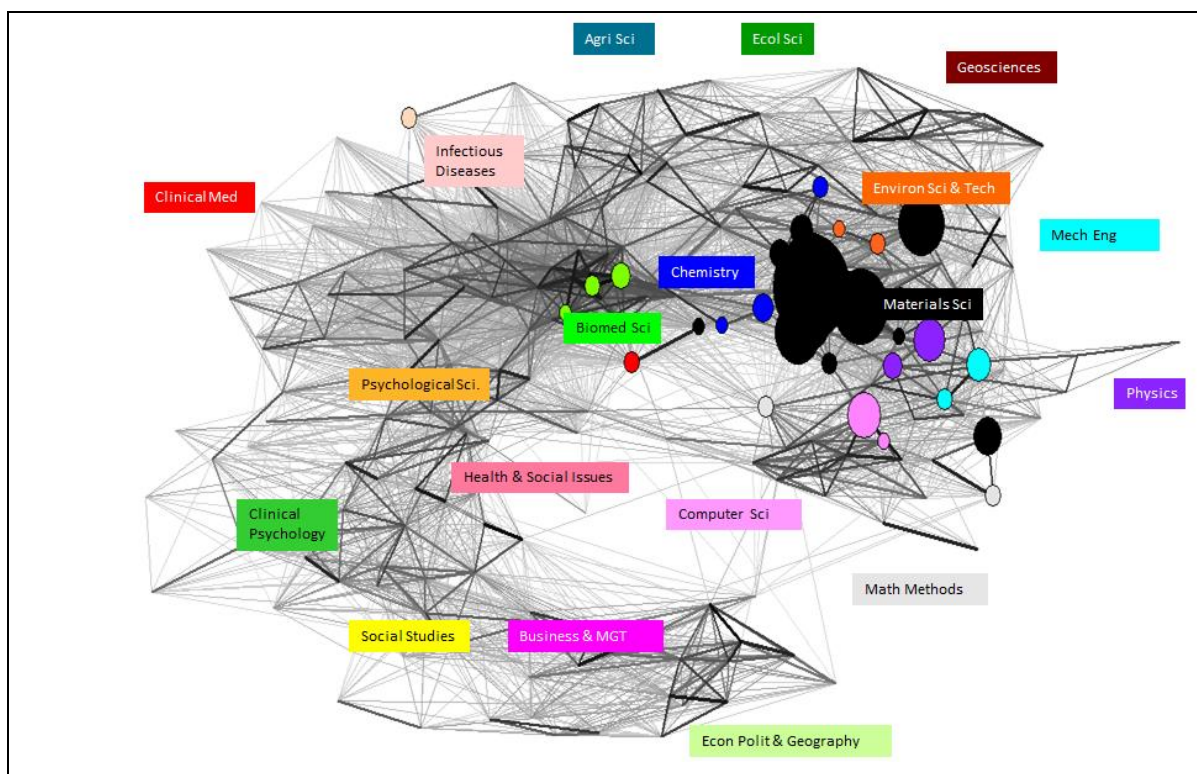 Agri Sci
Ecol Sci
Geosciences
Infectious
Diseases
Clinical Med
Environ Sci & Tech
Mech Eng
Chemistry
Materials Sci
Biomed Sci
Psychological Sci.
Physics
Health & Social Issues
Clinical
Psychology
Computer Sci
Math Methods
Social Studies
Business & MGT
Econ Polit & Geography